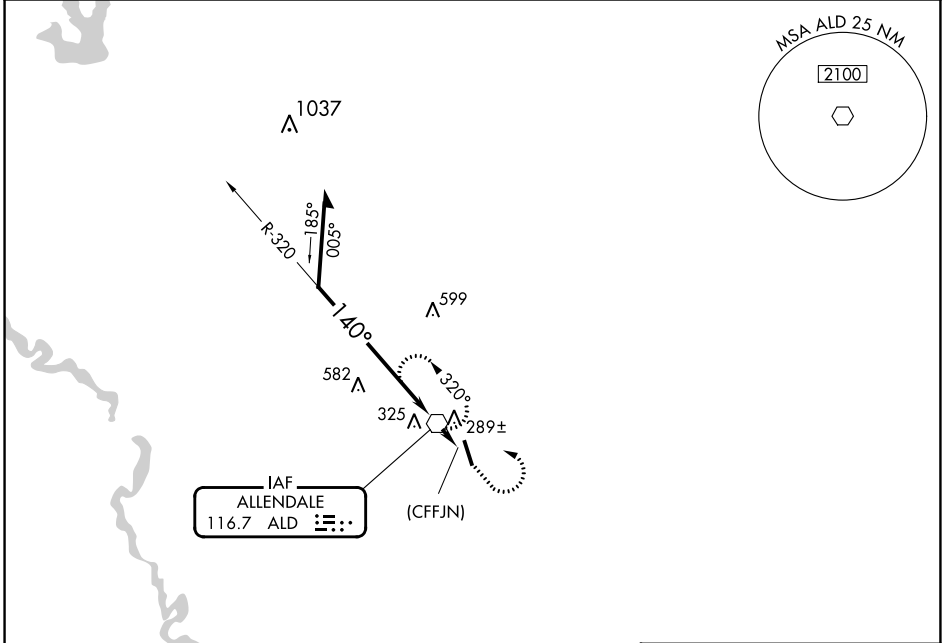 MSA ALD 25 NM
2100
1037
R-320
185°
005°
140°
599
582
320°
325
289±
IAF
ALLENDALE
116.7 ALD
(CFFJN)